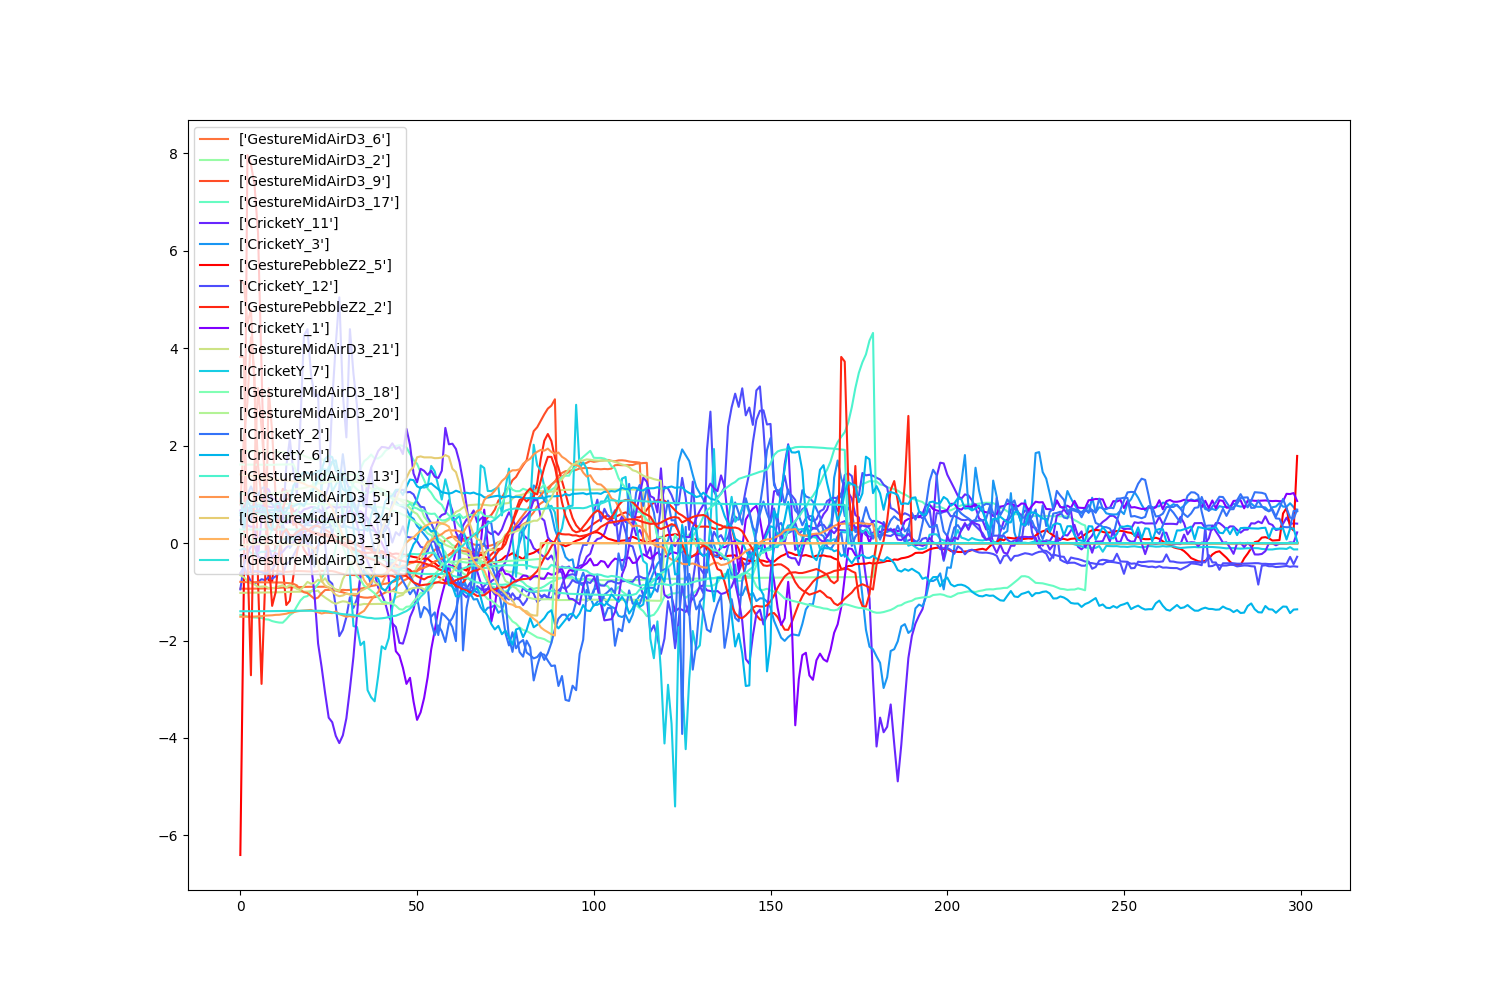 ['GestureMidAirD3_6']
['GestureMidAirD3_2']
['GestureMidAirD3_9']
['GestureMidAirD3_17']
['CricketY_11']
['CricketY_3']
['GesturePebbleZ2_5']
['CricketY_12']
['GesturePebbleZ2_2']
['CricketY_1']
['GestureMidAirD3_21']
['CricketY_7']
['GestureMidAirD3_18']
['GestureMidAirD3_20']
['CricketY_2']
['CricketY_6']
['GestureMidAirD3_13']
['GestureMidAirD3_5']
['GestureMidAirD3_24']
['GestureMidAirD3_3']
['GestureMidAirD3_1']
8
6
4
2
0
−2
−4
−6
0 50 100 150 200 250 300